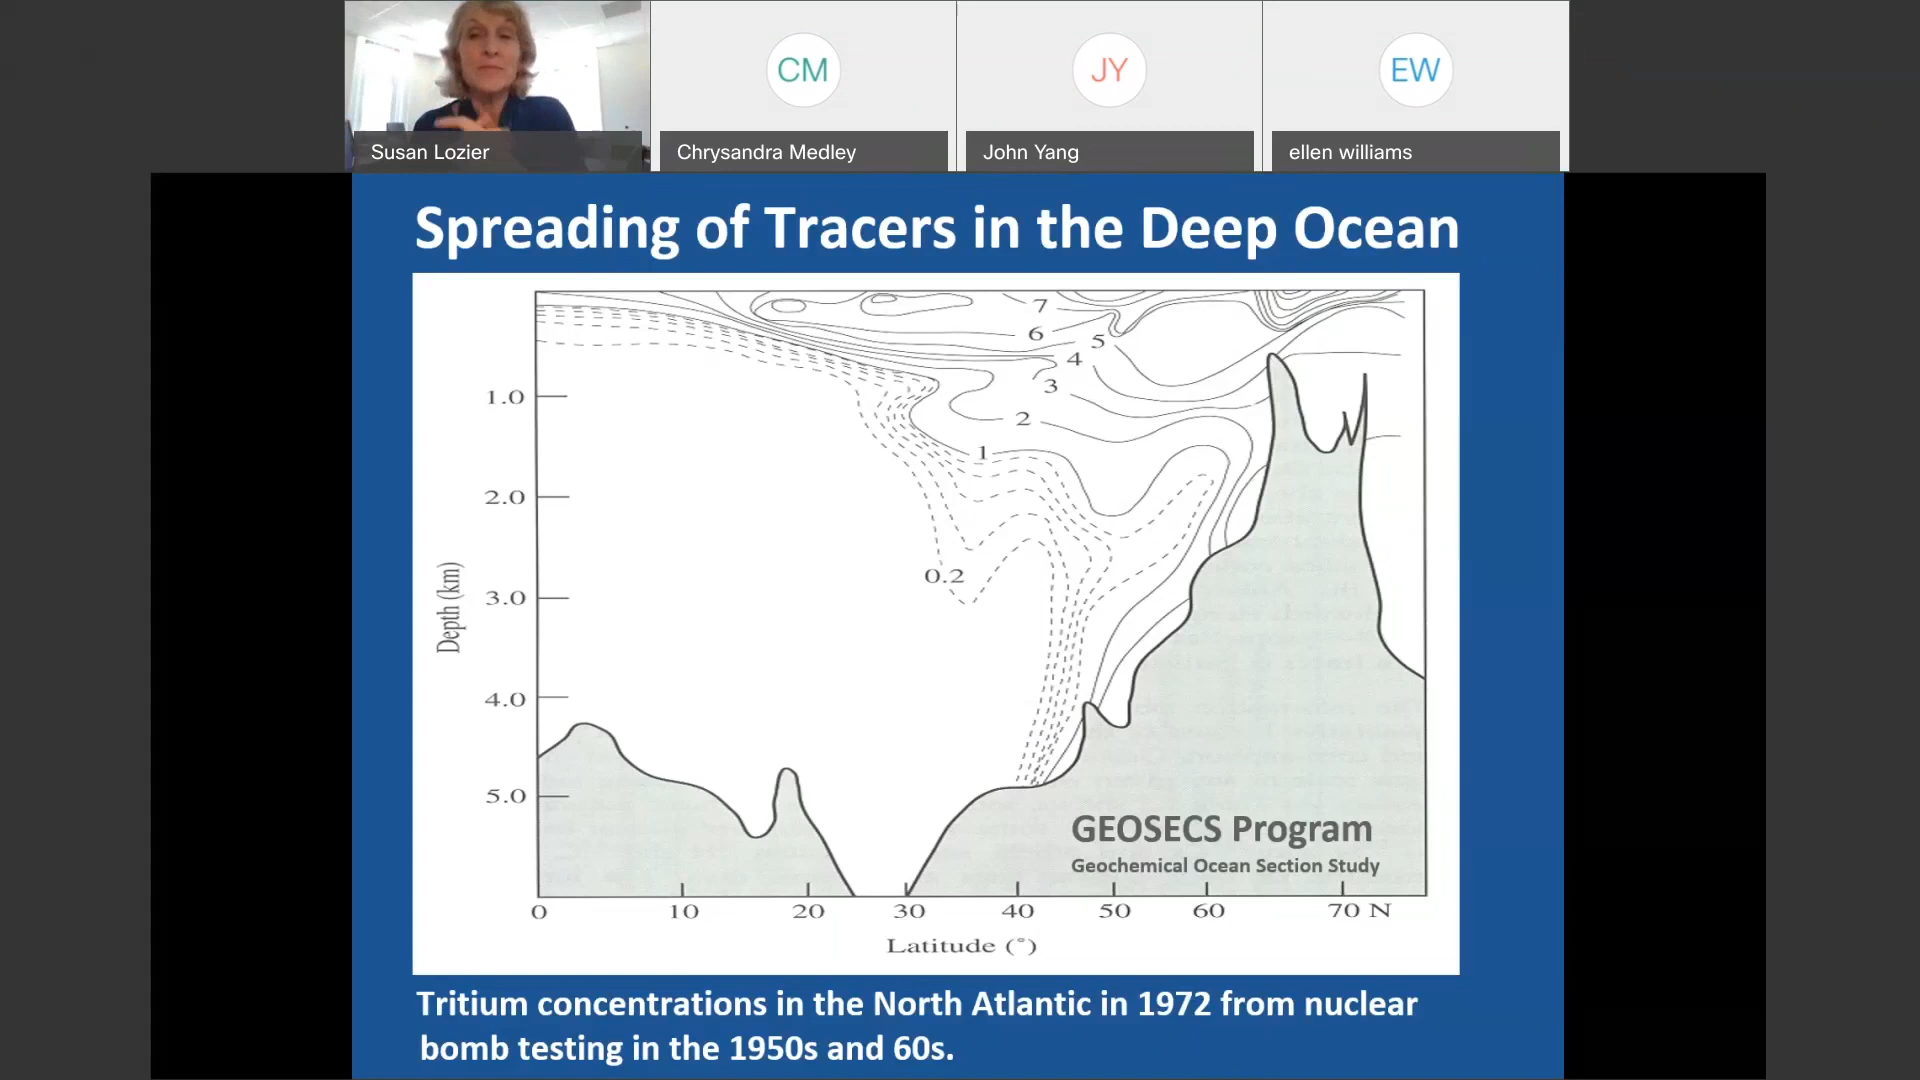 CM
JY
EW
Susan Lozier
Chrysandra Medley
John Yang
ellen williams
Spreading of Tracers in the Deep Ocean
7
6
5
4
3
2
1
0.2
1.0
2.0
3.0
4.0
5.0
Depth (km)
GEOSECS Program
Geochemical Ocean Section Study
0 10 20 30 40 50 60 70 N
Latitude (°)
Tritium concentrations in the North Atlantic in 1972 from nuclear
bomb testing in the 1950s and 60s.